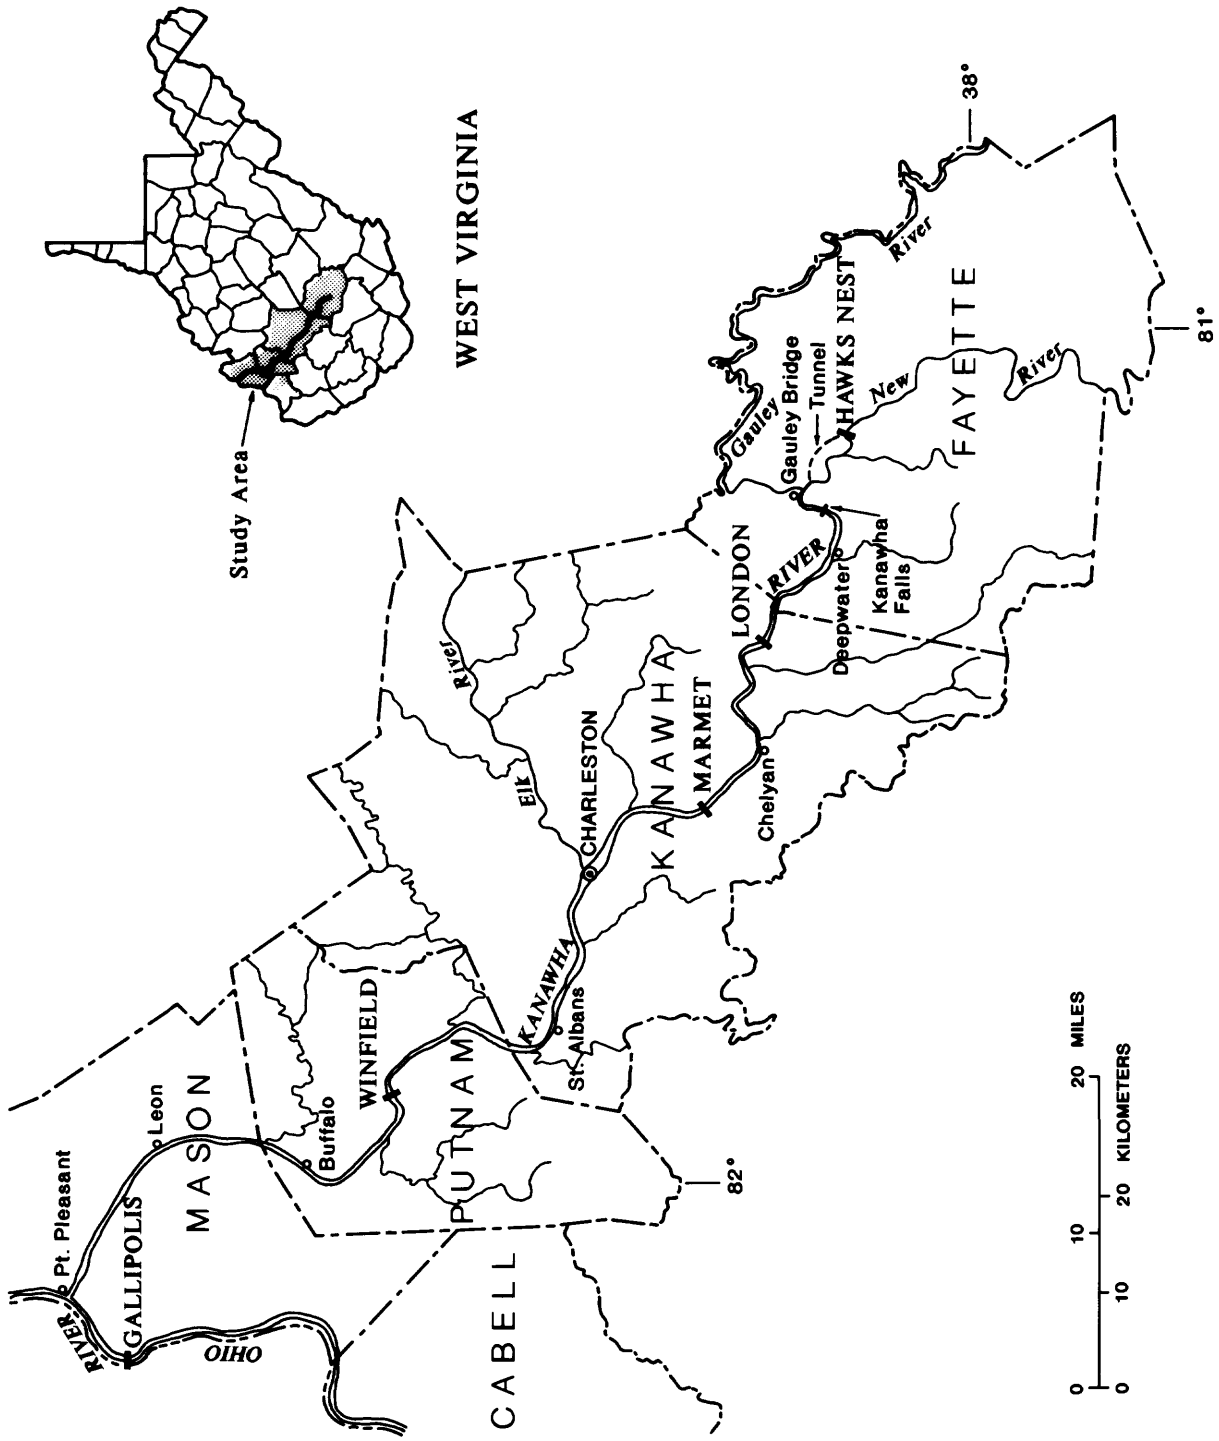 WEST VIRGINIA
Study Area
38°
81°
82°
RIVER
Pt. Pleasant
GALLIPOLIS
OHIO
Leon
MASON
Buffalo
WINFIELD
PUTNAM
CABELL
KANAWHA
St. Albans
CHARLESTON
Elk
River
KANAWHA
MARMET
Chelyan
LONDON
RIVER
Deepwater
Kanawha
Falls
Gauley Bridge
Tunnel
HAWKS NEST
Gauley
River
New
River
FAYETTE
0 10 20 MILES
0 10 20 KILOMETERS